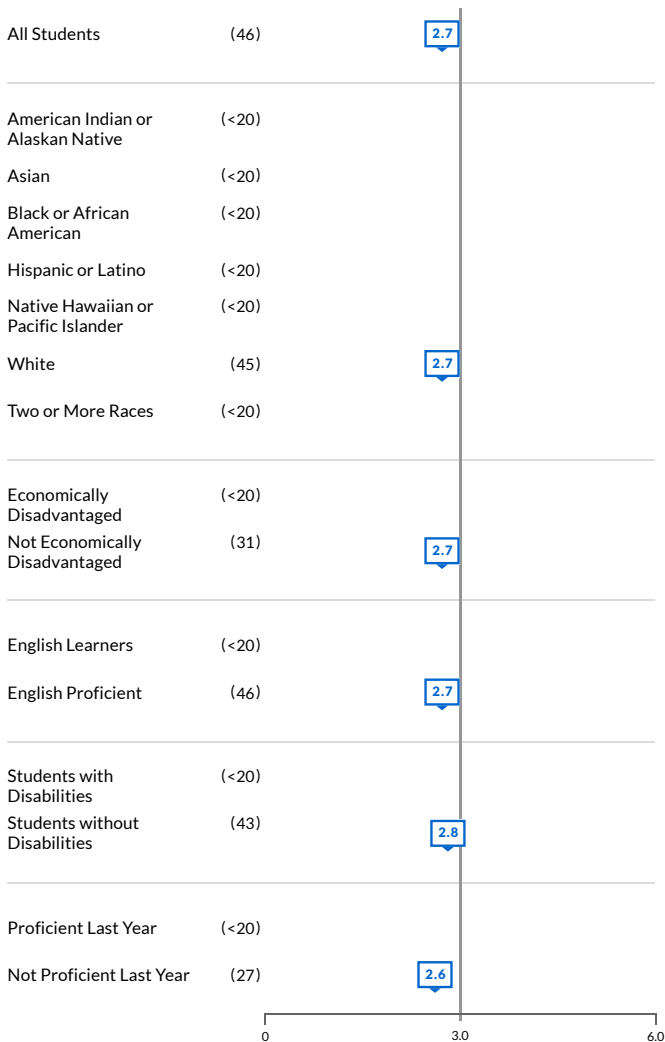 All Students (46) 2.7
American Indian or (<20)
Alaskan Native
Asian (<20)
Black or African (<20)
American
Hispanic or Latino (<20)
Native Hawaiian or (<20)
Pacific Islander
White (45) 2.7
Two or More Races (<20)
Economically (<20)
Disadvantaged
Not Economically (31) 2.7
Disadvantaged
English Learners (<20)
English Proficient (46) 2.7
Students with (<20)
Disabilities
Students without (43) 2.8
Disabilities
Proficient Last Year (<20)
Not Proficient Last Year (27) 2.6
0 3.0 6.0